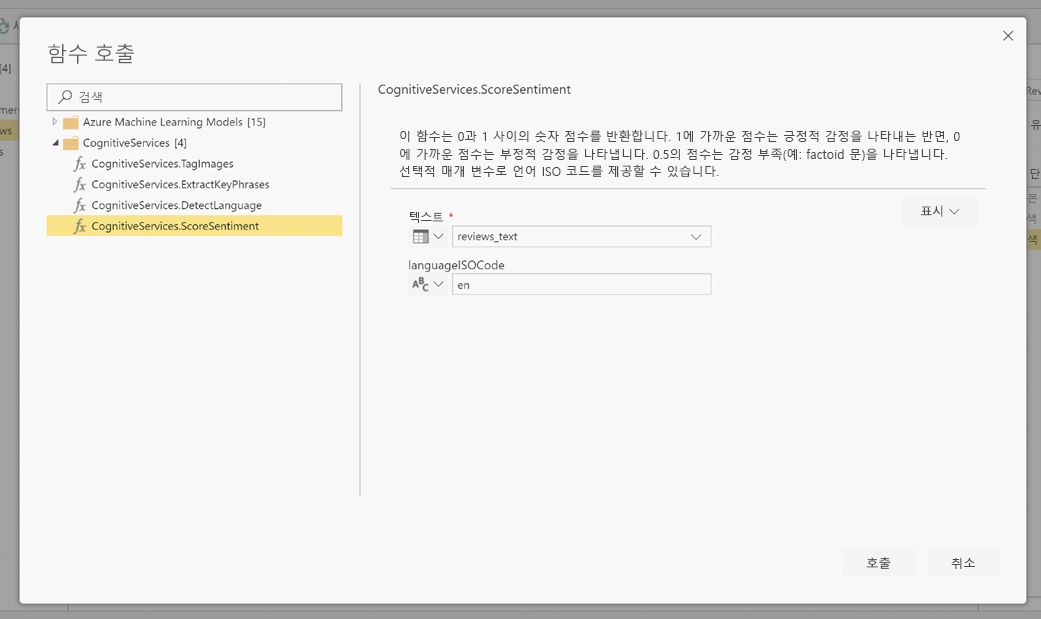 함수 호출
검색
Azure Machine Learning Models [15]
CognitiveServices [4]
fx CognitiveServices.TagImages
fx CognitiveServices.ExtractKeyPhrases
fx CognitiveServices.DetectLanguage
fx CognitiveServices.ScoreSentiment
CognitiveServices.ScoreSentiment
이 함수는 0과 1 사이의 숫자 점수를 반환합니다. 1에 가까운 점수는 긍정적 감정을 나타내는 반면, 0
에 가까운 점수는 부정적 감정을 나타냅니다. 0.5의 점수는 감정 부족(예: factoid 문)을 나타냅니다.
선택적 매개 변수로 언어 ISO 코드를 제공할 수 있습니다.
표시
텍스트 *
reviews_text
languageISOCode
ABC en
호출
취소
[4]